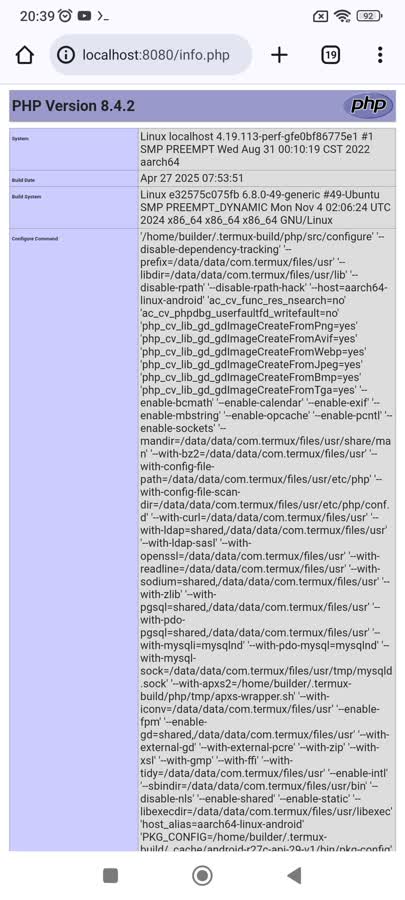 20:39
92
localhost:8080/info.php
19
PHP Version 8.4.2
php
System
Linux localhost 4.19.113-perf-gfe0bf86775e1 #1
SMP PREEMPT Wed Aug 31 00:10:19 CST 2022
aarch64
Build Date
Apr 27 2025 07:53:51
Build System
Linux e32575c075fb 6.8.0-49-generic #49-Ubuntu
SMP PREEMPT_DYNAMIC Mon Nov 4 02:06:24 UTC
2024 x86_64 x86_64 x86_64 GNU/Linux
Configure Command
'/home/builder/.termux-build/php/src/configure' '--
disable-dependency-tracking' '--
prefix=/data/data/com.termux/files/usr' '--
libdir=/data/data/com.termux/files/usr/lib' '--
disable-rpath' '--disable-rpath-hack' '--host=aarch64-
linux-android' 'ac_cv_func_res_nsearch=no'
'ac_cv_phpdbg_userfaultfd_writefault=no'
'php_cv_lib_gd_gdImageCreateFromPng=yes'
'php_cv_lib_gd_gdImageCreateFromAvif=yes'
'php_cv_lib_gd_gdImageCreateFromWebp=yes'
'php_cv_lib_gd_gdImageCreateFromJpeg=yes'
'php_cv_lib_gd_gdImageCreateFromBmp=yes'
'php_cv_lib_gd_gdImageCreateFromTga=yes' '--
enable-bcmath' '--enable-calendar' '--enable-exif' '--
enable-mbstring' '--enable-opcache' '--enable-pcntl' '--
enable-sockets' '--
mandir=/data/data/com.termux/files/usr/share/ma
n' '--with-bz2=/data/data/com.termux/files/usr' '--
with-config-file-
path=/data/data/com.termux/files/usr/etc/php' '--
with-config-file-scan-
dir=/data/data/com.termux/files/usr/etc/php/conf.
d' '--with-curl=/data/data/com.termux/files/usr' '--
with-ldap=shared,/data/data/com.termux/files/usr'
'--with-ldap-sasl' '--with-
openssl=/data/data/com.termux/files/usr' '--with-
readline=/data/data/com.termux/files/usr' '--with-
sodium=shared,/data/data/com.termux/files/usr' '--
with-zlib' '--with-
pgsql=shared,/data/data/com.termux/files/usr' '--
with-pdo-
pgsql=shared,/data/data/com.termux/files/usr' '--
with-mysqli=mysqlnd' '--with-pdo-mysql=mysqlnd' '--
with-mysql-
sock=/data/data/com.termux/files/usr/tmp/mysqld
.sock' '--with-apxs2=/home/builder/.termux-
build/php/tmp/apxs-wrapper.sh' '--with-
iconv=/data/data/com.termux/files/usr' '--enable-
fpm' '--enable-
gd=shared,/data/data/com.termux/files/usr' '--with-
external-gd' '--with-external-pcre' '--with-zip' '--with-
xsl' '--with-gmp' '--with-ffi' '--with-
tidy=/data/data/com.termux/files/usr' '--enable-intl'
'--sbindir=/data/data/com.termux/files/usr/bin' '--
disable-nls' '--enable-shared' '--enable-static' '--
libexecdir=/data/data/com.termux/files/usr/libexec'
'host_alias=aarch64-linux-android'
'PKG_CONFIG=/home/builder/.termux-
build/_cache/android-r27c-api-29-v1/bin/pkg-config'